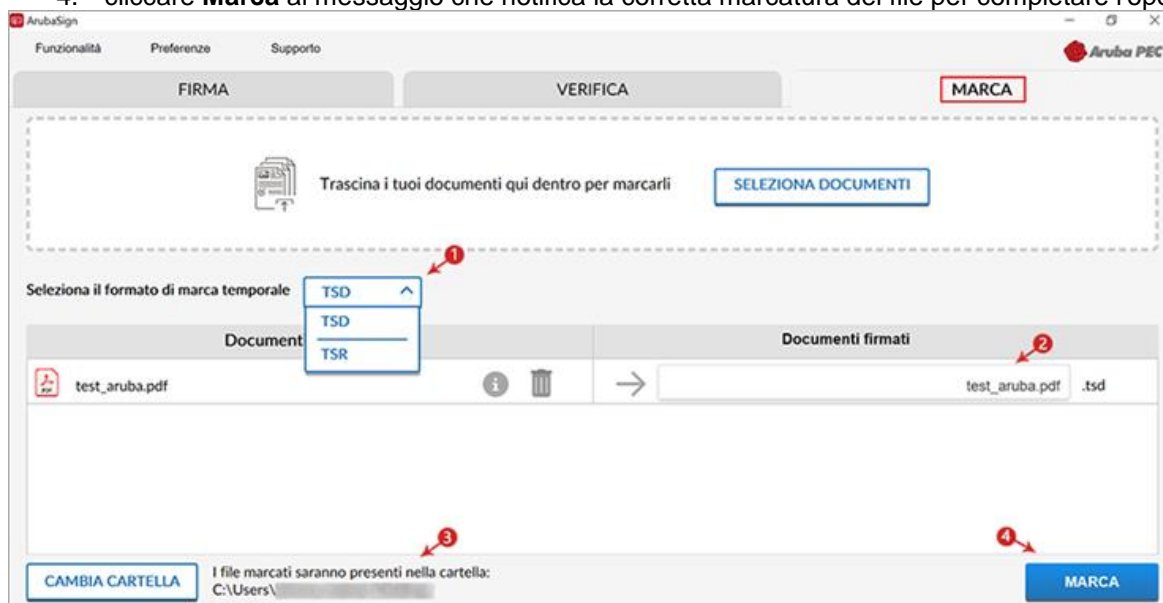 4. cliccare Marca al messaggio che notifica la corretta marcatura del file per completare l'ope
ArubaSign
Funzionalità Preferenze Supporto
Aruba PEC
FIRMA VERIFICA MARCA
Trascina i tuoi documenti qui dentro per marcarli SELEZIONA DOCUMENTI
1
Seleziona il formato di marca temporale TSD
TSD
TSR
Document Documenti firmati
2
test_aruba.pdf test_aruba.pdf .tsd
3 4
CAMBIA CARTELLA I file marcati saranno presenti nella cartella:
C:\Users\
MARCA